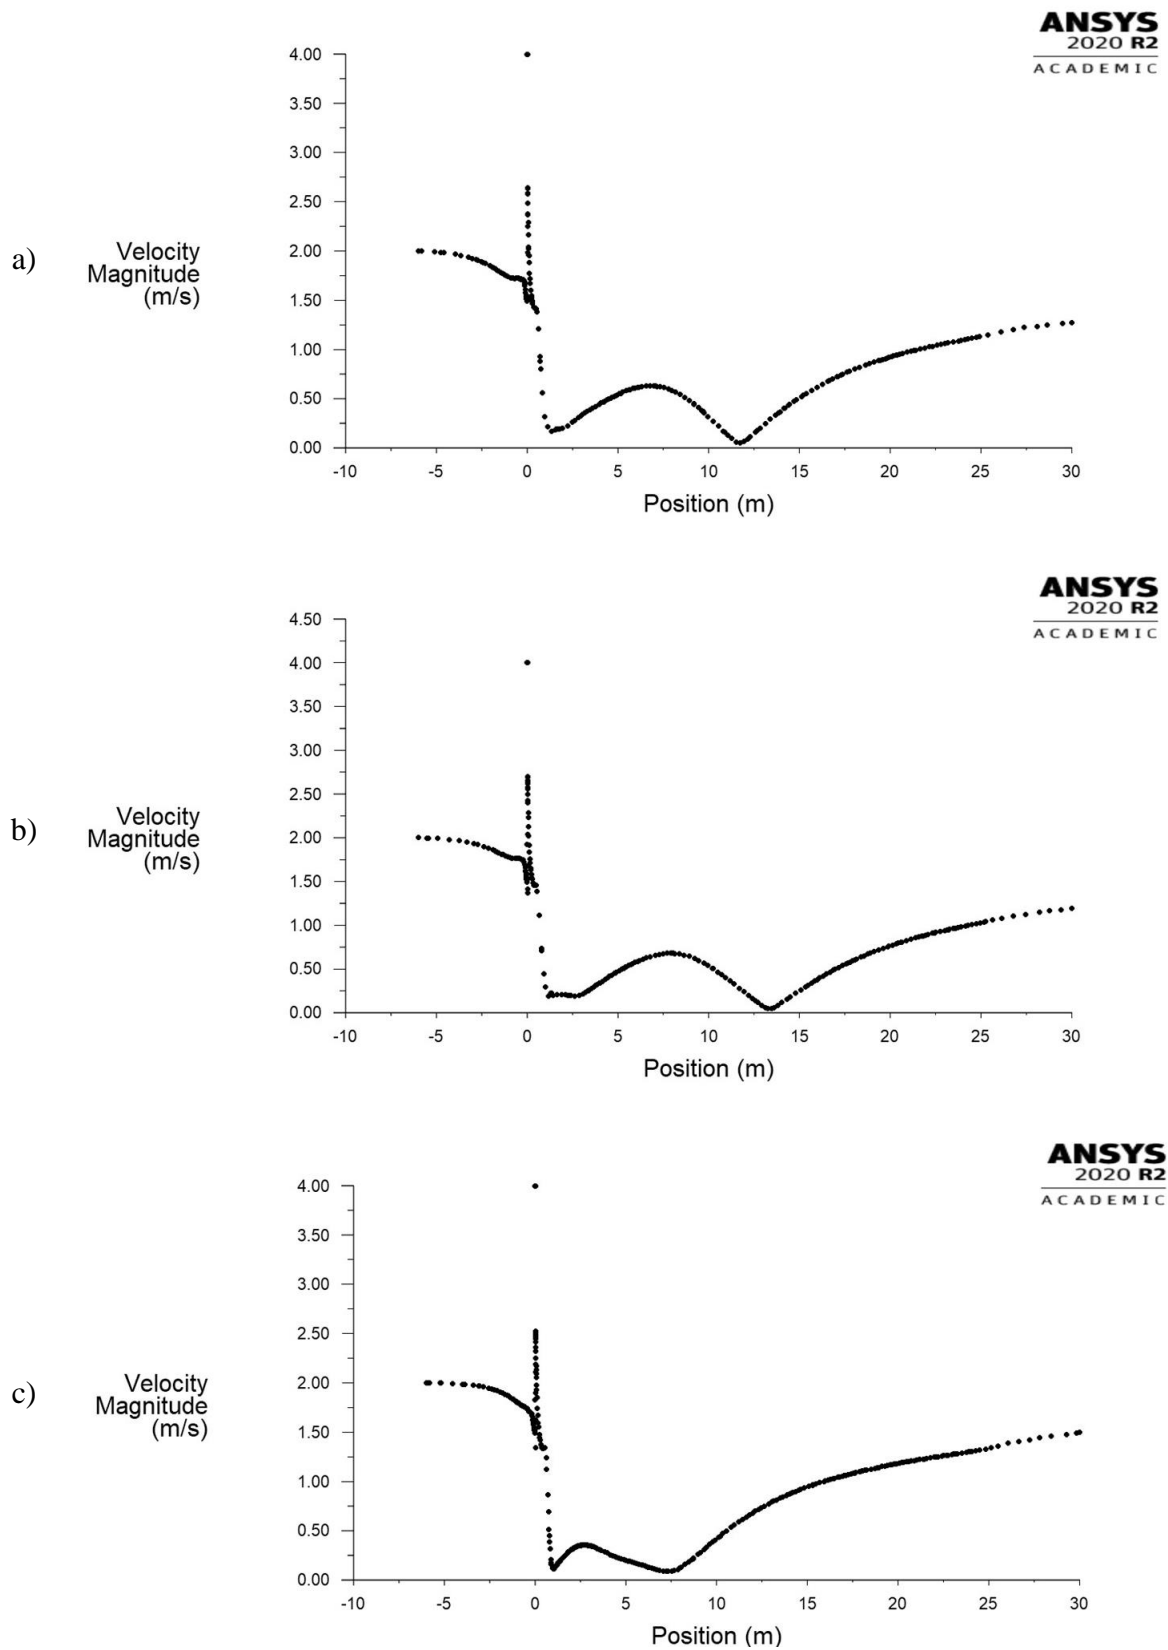 ANSYS
2020 R2
ACADEMIC
4.00
3.50
3.00
2.50
a)
Velocity
Magnitude
(m/s)
2.00
1.50
1.00
0.50
0.00
-10 -5 0 5 10 15 20 25 30
Position (m)
ANSYS
2020 R2
ACADEMIC
4.50
4.00
3.50
3.00
2.50
b)
Velocity
Magnitude
(m/s)
2.00
1.50
1.00
0.50
0.00
-10 -5 0 5 10 15 20 25 30
Position (m)
ANSYS
2020 R2
ACADEMIC
4.00
3.50
3.00
2.50
c)
Velocity
Magnitude
(m/s)
2.00
1.50
1.00
0.50
0.00
-10 -5 0 5 10 15 20 25 30
Position (m)